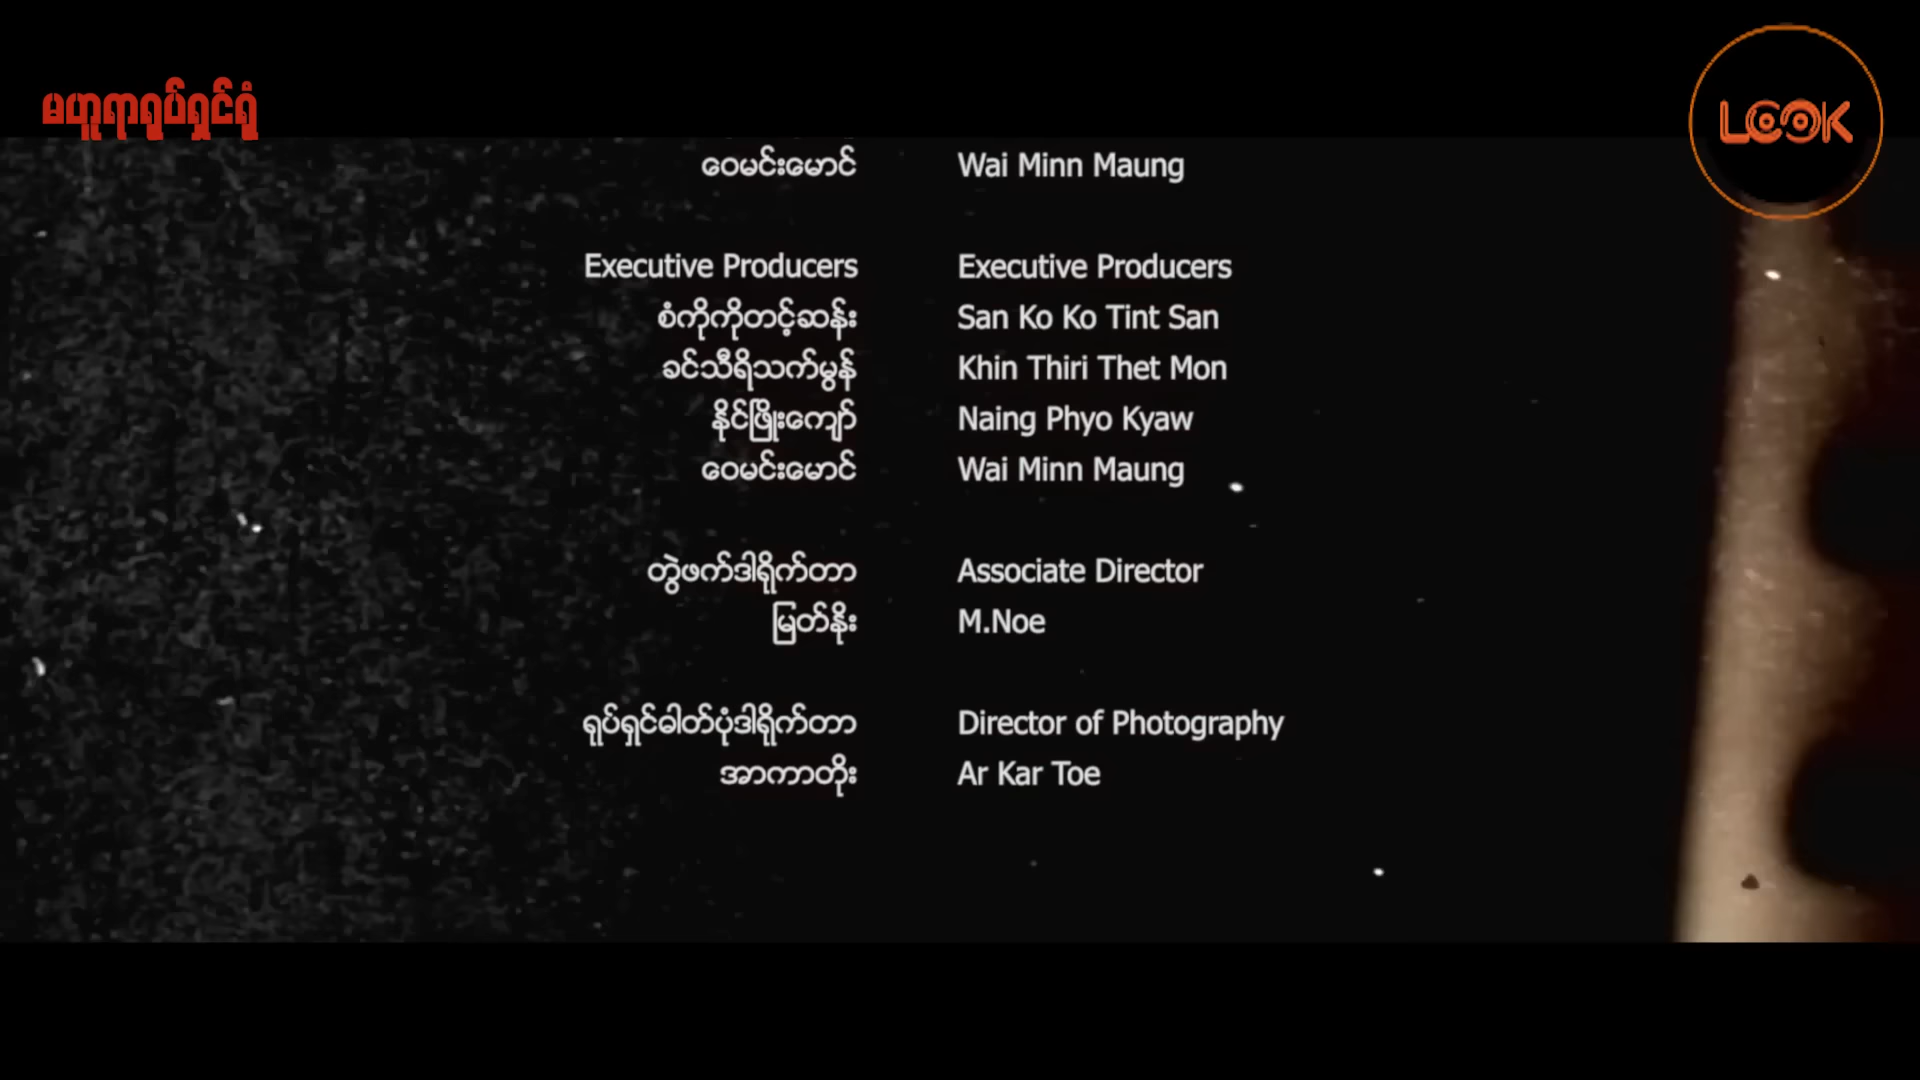 မဟူရာရုပ်ရှင်ရုံ
LOOK
ဝေမင်းမောင် Wai Minn Maung
Executive Producers Executive Producers
စံကိုကိုတင့်ဆန်း San Ko Ko Tint San
ခင်သီရိသက်မွန် Khin Thiri Thet Mon
နိုင်ဖြိုးကျော် Naing Phyo Kyaw
ဝေမင်းမောင် Wai Minn Maung
တွဲဖက်ဒါရိုက်တာ Associate Director
မြတ်နိုး M.Noe
ရုပ်ရှင်ဓါတ်ပုံဒါရိုက်တာ Director of Photography
အာကာတိုး Ar Kar Toe